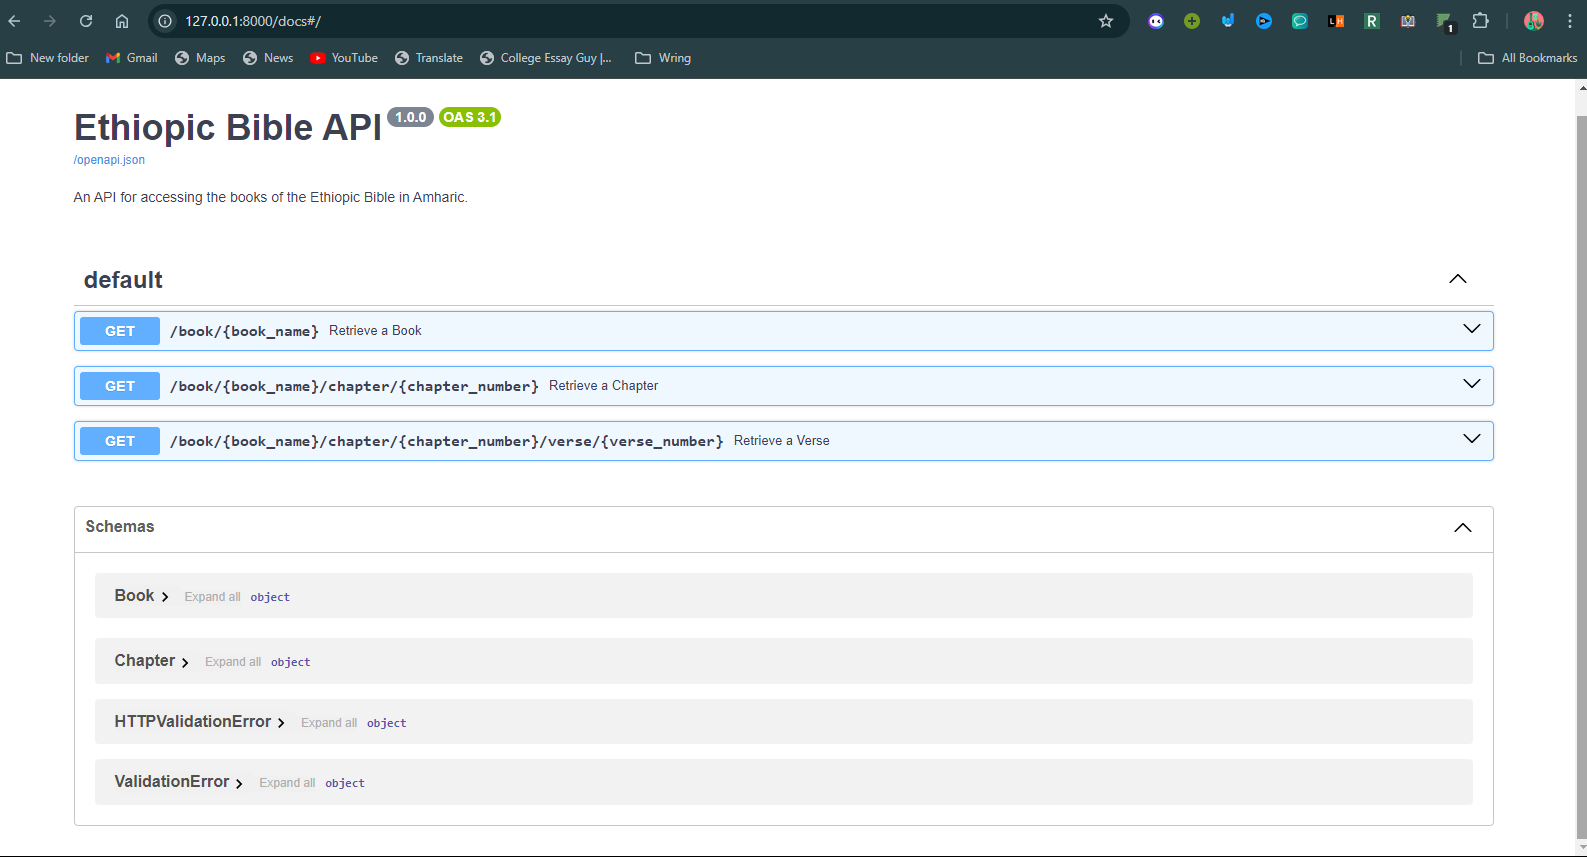 127.0.0.1:8000/docs#/
1
New folder Gmail Maps News YouTube Translate College Essay Guy |... Wring All Bookmarks
Ethiopic Bible API 1.0.0 OAS 3.1
/openapi.json
An API for accessing the books of the Ethiopic Bible in Amharic.
default
GET /book/{book_name} Retrieve a Book
GET /book/{book_name}/chapter/{chapter_number} Retrieve a Chapter
GET /book/{book_name}/chapter/{chapter_number}/verse/{verse_number} Retrieve a Verse
Schemas
Book Expand all object
Chapter Expand all object
HTTPValidationError Expand all object
ValidationError Expand all object